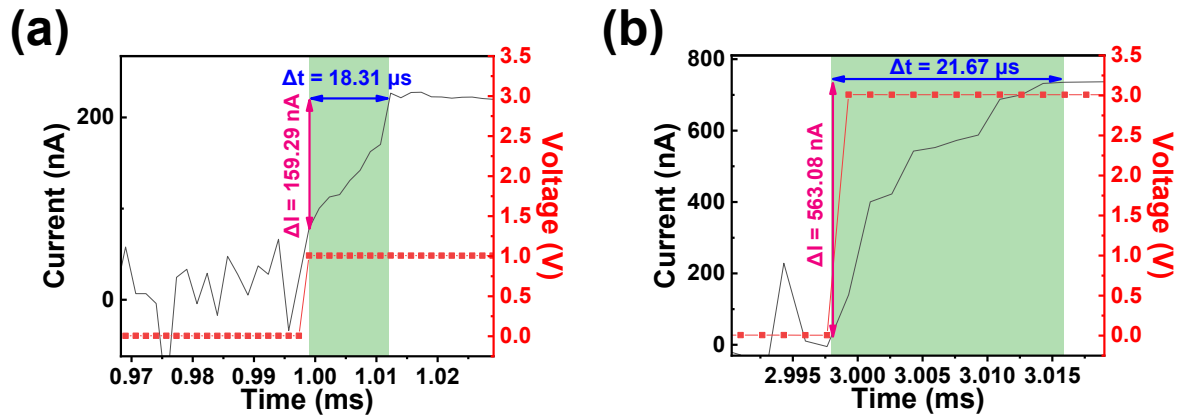 (a)
Current (nA)
200
0
Δt = 18.31 µs
ΔI = 159.29 nA
3.5
3.0
2.5
2.0
1.5
1.0
0.5
0.0
Voltage (V)
0.97 0.98 0.99 1.00 1.01 1.02
Time (ms)
(b)
Current (nA)
800
600
400
200
0
Δt = 21.67 µs
ΔI = 563.08 nA
3.5
3.0
2.5
2.0
1.5
1.0
0.5
0.0
Voltage (V)
2.995 3.000 3.005 3.010 3.015
Time (ms)